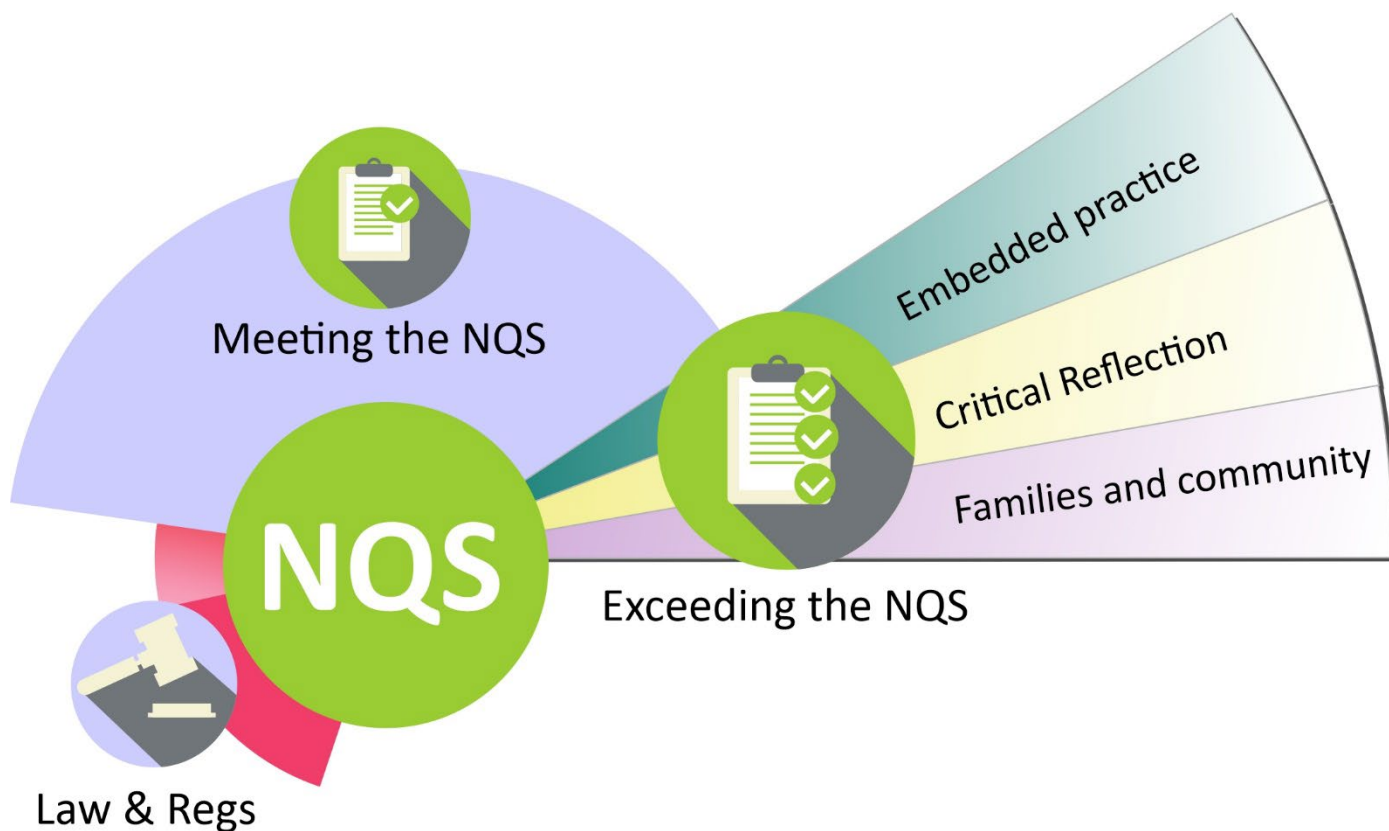 Embedded practice
Meeting the NQS
Critical Reflection
Families and community
NQS
Exceeding the NQS
Law & Regs